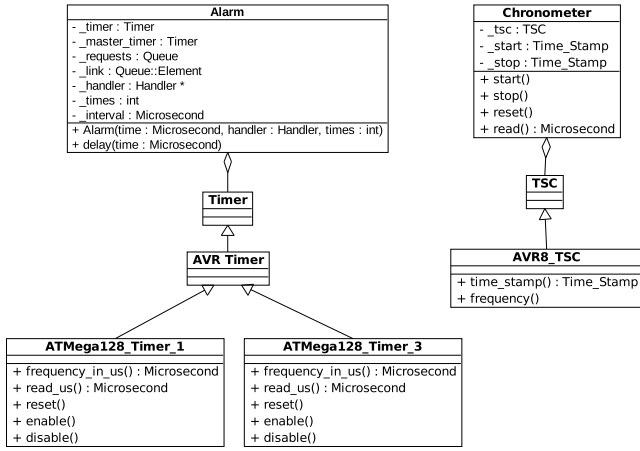 Alarm
- _timer : Timer
- _master_timer : Timer
- _requests : Queue
- _link : Queue::Element
- _handler : Handler *
- _times : int
- _interval : Microsecond
+ Alarm(time : Microsecond, handler : Handler, times : int)
+ delay(time : Microsecond)
Chronometer
- _tsc : TSC
- _start : Time_Stamp
- _stop : Time_Stamp
+ start()
+ stop()
+ reset()
+ read() : Microsecond
Timer
TSC
AVR Timer
AVR8_TSC
+ time_stamp() : Time_Stamp
+ frequency()
ATMega128_Timer_1
+ frequency_in_us() : Microsecond
+ read_us() : Microsecond
+ reset()
+ enable()
+ disable()
ATMega128_Timer_3
+ frequency_in_us() : Microsecond
+ read_us() : Microsecond
+ reset()
+ enable()
+ disable()